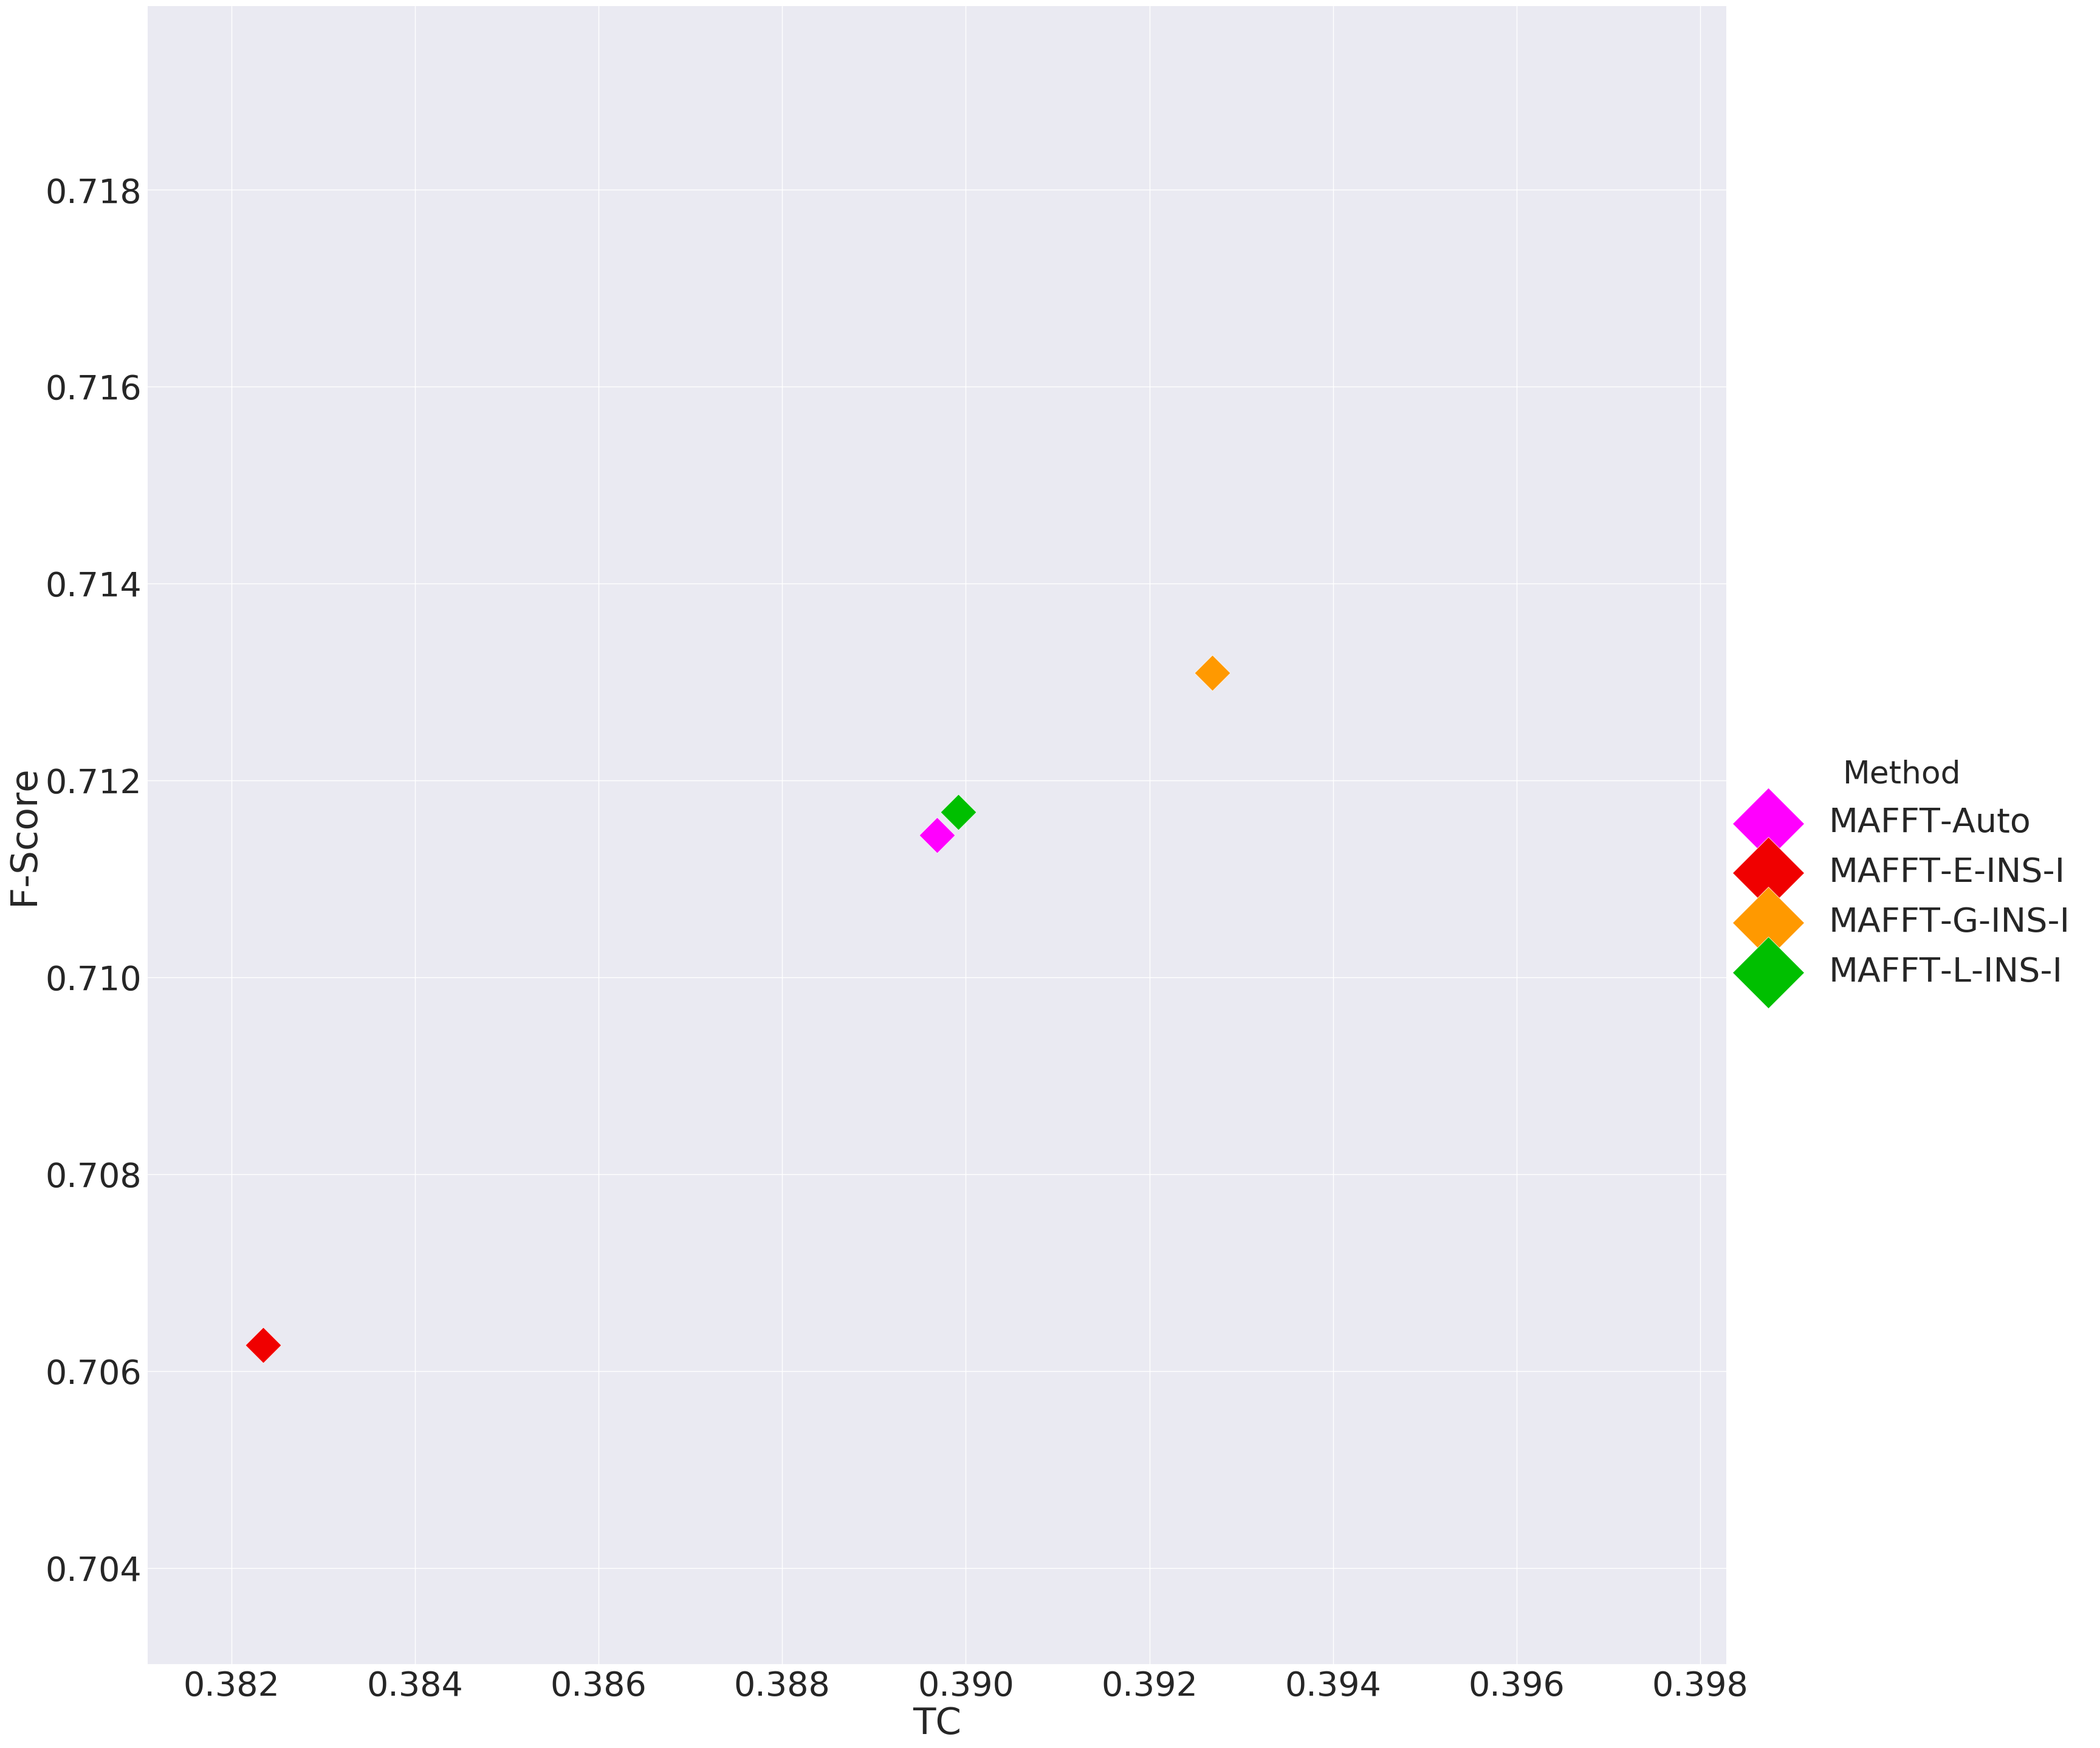 0.718
0.716
0.714
0.712
0.710
0.708
0.706
0.704
F-Score
0.382 0.384 0.386 0.388 0.390 0.392 0.394 0.396 0.398
TC
Method
MAFFT-Auto
MAFFT-E-INS-I
MAFFT-G-INS-I
MAFFT-L-INS-I